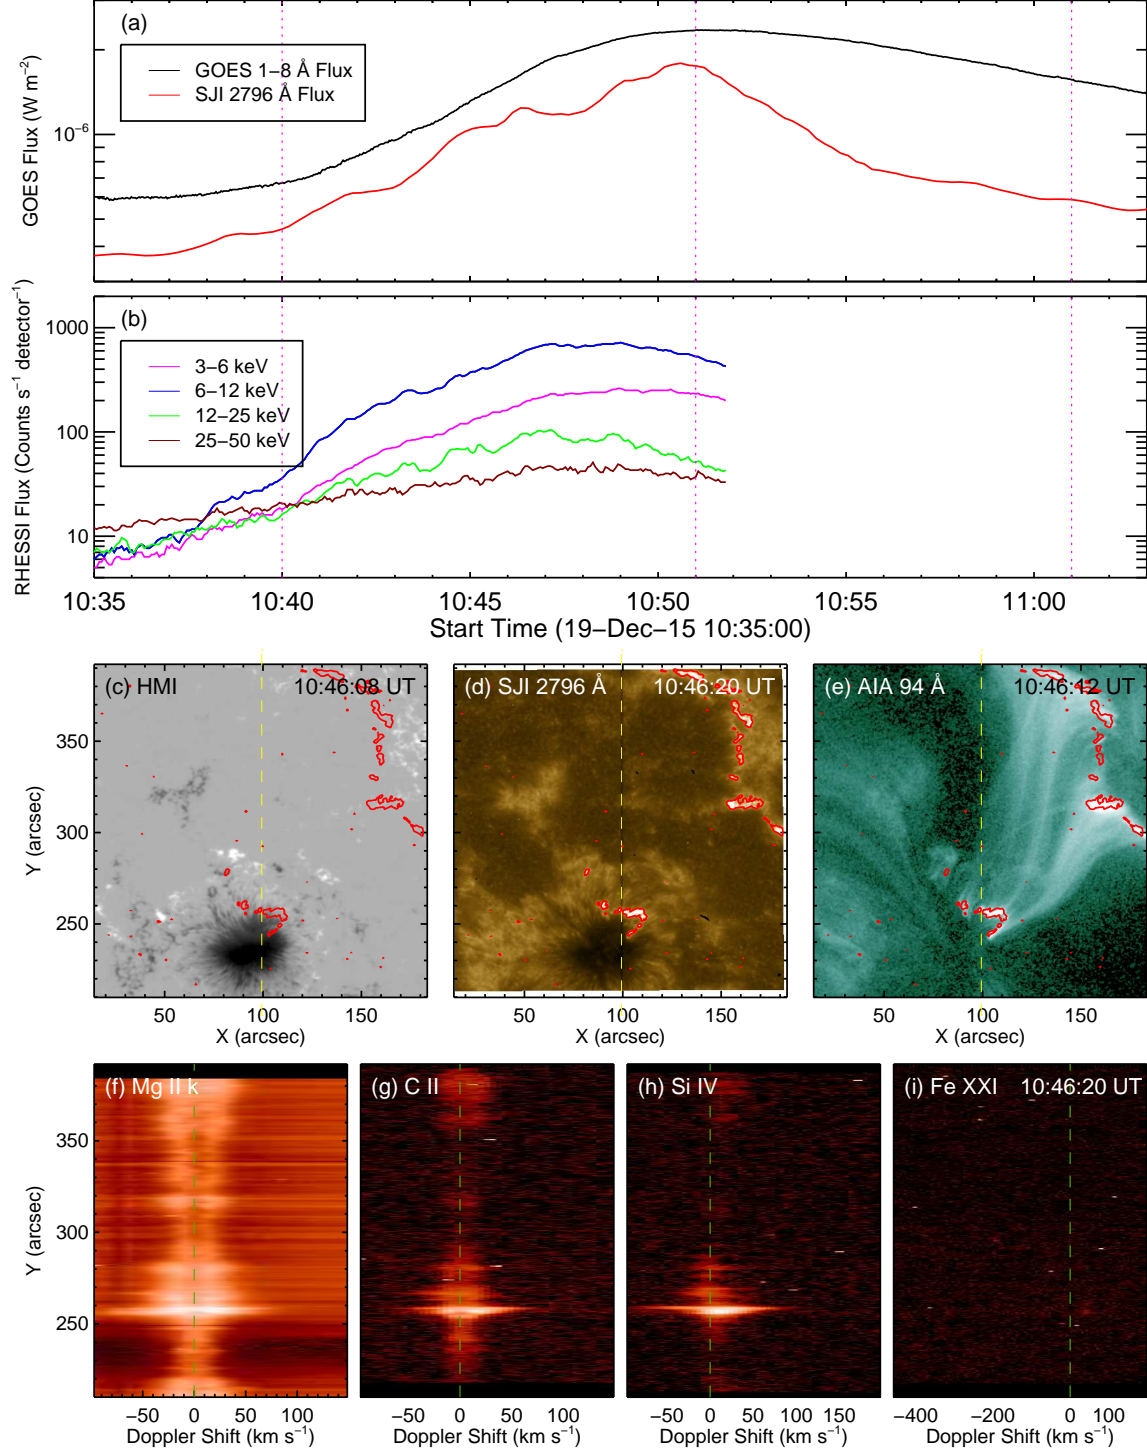 (a)
GOES 1–8 Å Flux
SJI 2796 Å Flux
GOES Flux (W m⁻²)
10⁻⁶
(b)
3–6 keV
6–12 keV
12–25 keV
25–50 keV
RHESSI Flux (Counts s⁻¹ detector⁻¹)
1000
100
10
10:35 10:40 10:45 10:50 10:55 11:00
Start Time (19–Dec–15 10:35:00)
(c) HMI 10:46:08 UT
(d) SJI 2796 Å 10:46:20 UT
(e) AIA 94 Å 10:46:12 UT
Y (arcsec)
350
300
250
50 100 150
50 100 150
50 100 150
X (arcsec)
X (arcsec)
X (arcsec)
(f) Mg II k
(g) C II
(h) Si IV
(i) Fe XXI 10:46:20 UT
Y (arcsec)
350
300
250
−50 0 50 100
−50 0 50 100
−50 0 50 100 150
−400 −200 0 200
Doppler Shift (km s⁻¹)
Doppler Shift (km s⁻¹)
Doppler Shift (km s⁻¹)
Doppler Shift (km s⁻¹)